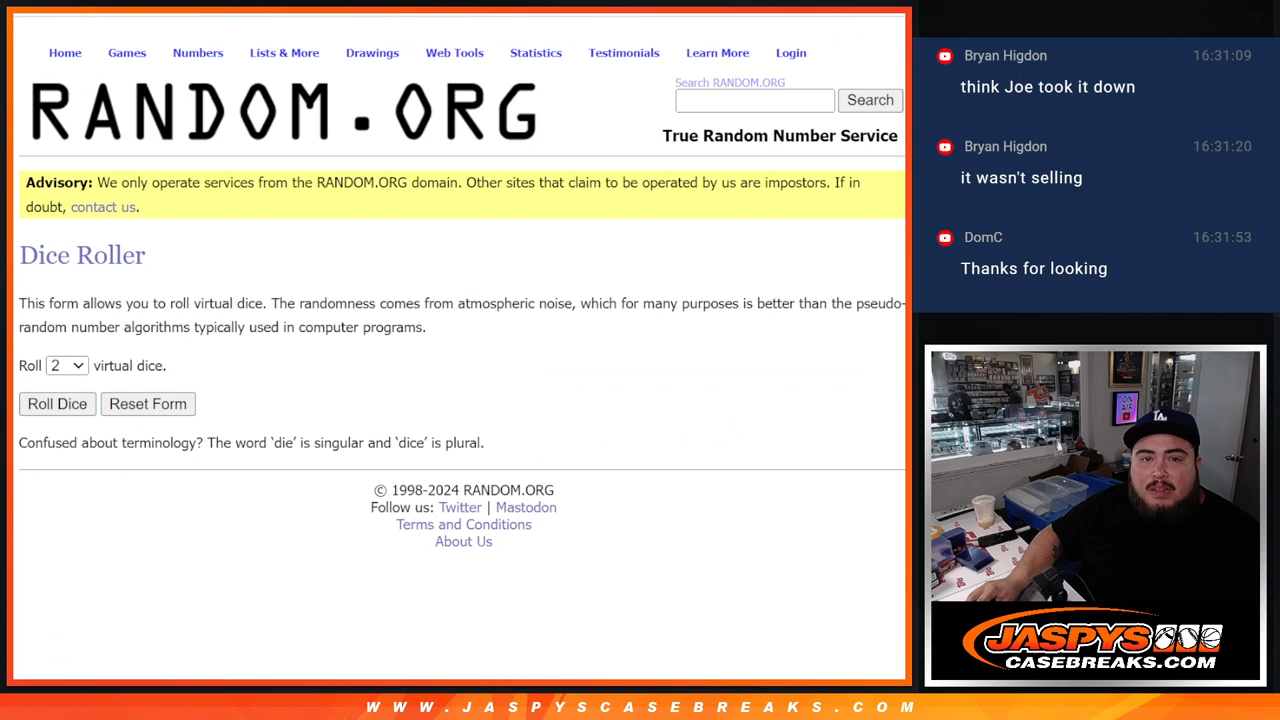 Home Games Numbers Lists & More Drawings Web Tools Statistics Testimonials Learn More Login
RANDOM.ORG
Search RANDOM.ORG
Search
True Random Number Service
Advisory: We only operate services from the RANDOM.ORG domain. Other sites that claim to be operated by us are impostors. If in
doubt, contact us.
Dice Roller
This form allows you to roll virtual dice. The randomness comes from atmospheric noise, which for many purposes is better than the pseudo-
random number algorithms typically used in computer programs.
Roll 2 virtual dice.
Roll Dice Reset Form
Confused about terminology? The word ‘die’ is singular and ‘dice’ is plural.
© 1998-2024 RANDOM.ORG
Follow us: Twitter | Mastodon
Terms and Conditions
About Us
Bryan Higdon 16:31:09
think Joe took it down
Bryan Higdon 16:31:20
it wasn't selling
DomC 16:31:53
Thanks for looking
ON
AIR
LA
JASPYS
CASEBREAKS.COM
WWW.JASPYSCASEBREAKS.COM